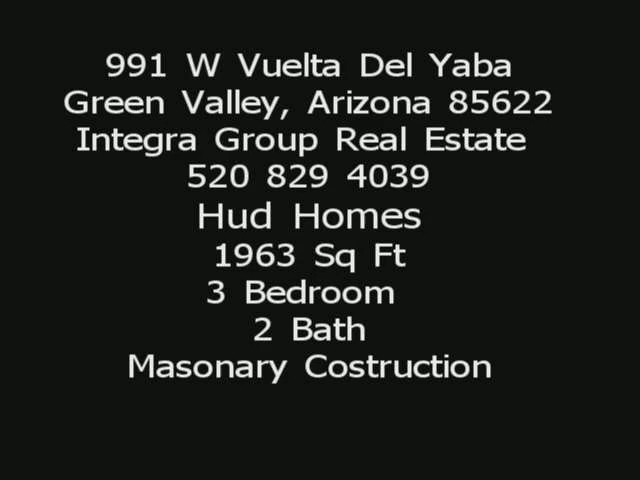 991 W Vuelta Del Yaba
Green Valley, Arizona 85622
Integra Group Real Estate
520 829 4039
Hud Homes
1963 Sq Ft
3 Bedroom
2 Bath
Masonary Costruction